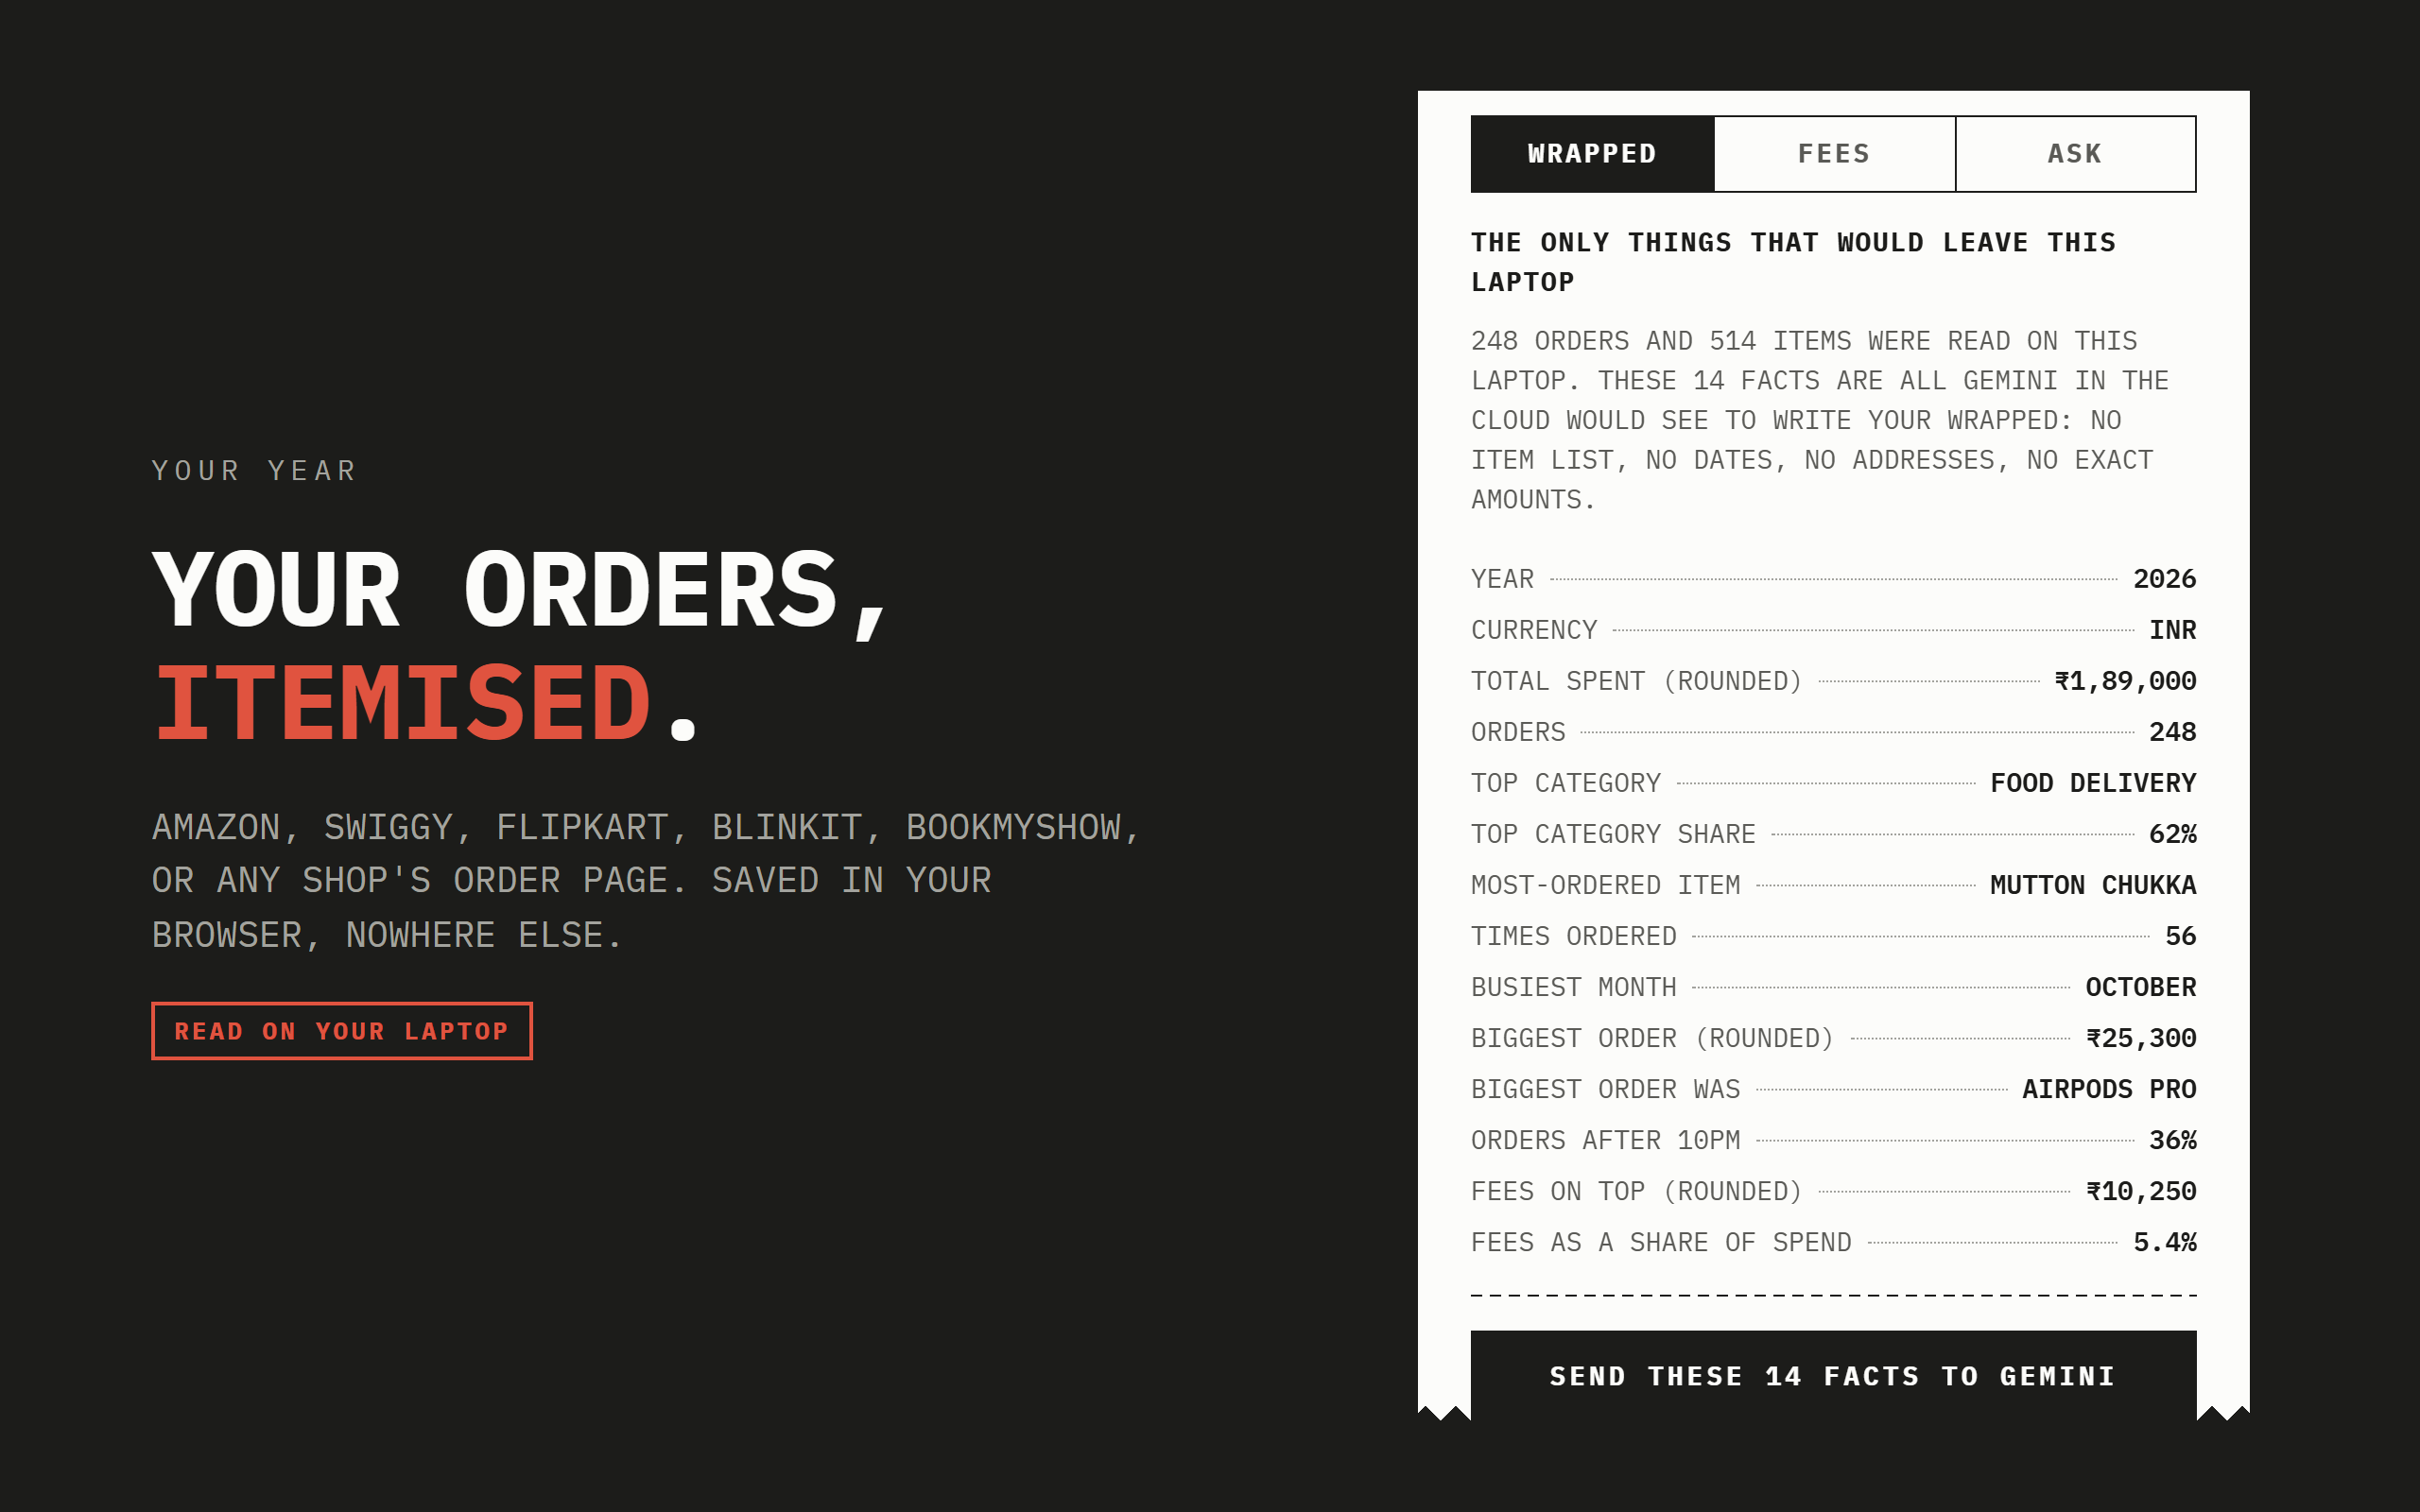 YOUR YEAR
YOUR ORDERS,
ITEMISED.
AMAZON, SWIGGY, FLIPKART, BLINKIT, BOOKMYSHOW,
OR ANY SHOP'S ORDER PAGE. SAVED IN YOUR
BROWSER, NOWHERE ELSE.
READ ON YOUR LAPTOP
WRAPPED FEES ASK
THE ONLY THINGS THAT WOULD LEAVE THIS
LAPTOP
248 ORDERS AND 514 ITEMS WERE READ ON THIS
LAPTOP. THESE 14 FACTS ARE ALL GEMINI IN THE
CLOUD WOULD SEE TO WRITE YOUR WRAPPED: NO
ITEM LIST, NO DATES, NO ADDRESSES, NO EXACT
AMOUNTS.
YEAR 2026
CURRENCY INR
TOTAL SPENT (ROUNDED) ₹1,89,000
ORDERS 248
TOP CATEGORY FOOD DELIVERY
TOP CATEGORY SHARE 62%
MOST-ORDERED ITEM MUTTON CHUKKA
TIMES ORDERED 56
BUSIEST MONTH OCTOBER
BIGGEST ORDER (ROUNDED) ₹25,300
BIGGEST ORDER WAS AIRPODS PRO
ORDERS AFTER 10PM 36%
FEES ON TOP (ROUNDED) ₹10,250
FEES AS A SHARE OF SPEND 5.4%
SEND THESE 14 FACTS TO GEMINI